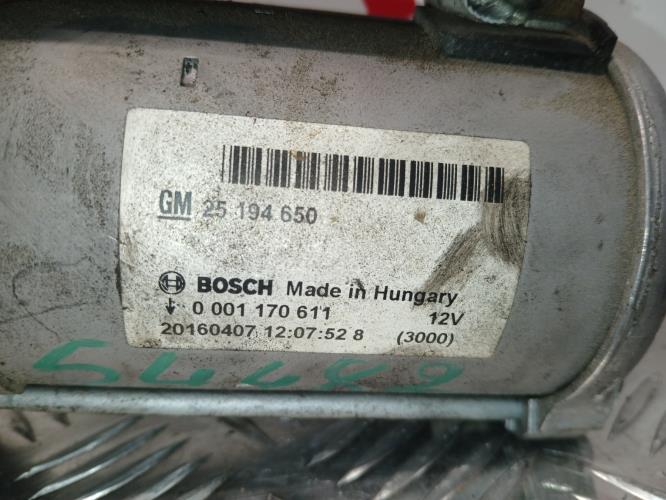 GM 25 194 650
BOSCH Made in Hungary
0 001 170 611 12V
20160407 12:07:52 8 (3000)